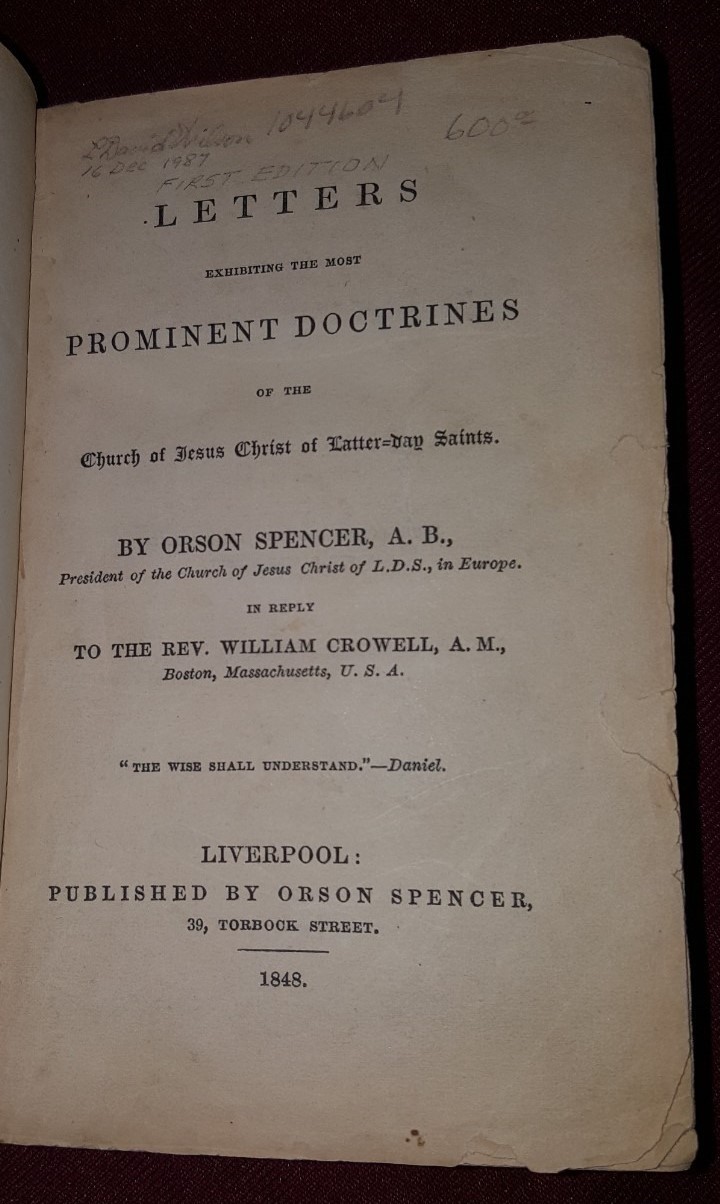 L David Wilson 1044604
600
16 Dec 1987
FIRST EDITION
LETTERS
EXHIBITING THE MOST
PROMINENT DOCTRINES
OF THE
Church of Jesus Christ of Latter=day Saints.
BY ORSON SPENCER, A. B.,
President of the Church of Jesus Christ of L.D.S., in Europe.
IN REPLY
TO THE REV. WILLIAM CROWELL, A. M.,
Boston, Massachusetts, U. S. A.
“THE WISE SHALL UNDERSTAND.”—Daniel.
LIVERPOOL:
PUBLISHED BY ORSON SPENCER,
39, TORBOCK STREET.
1848.